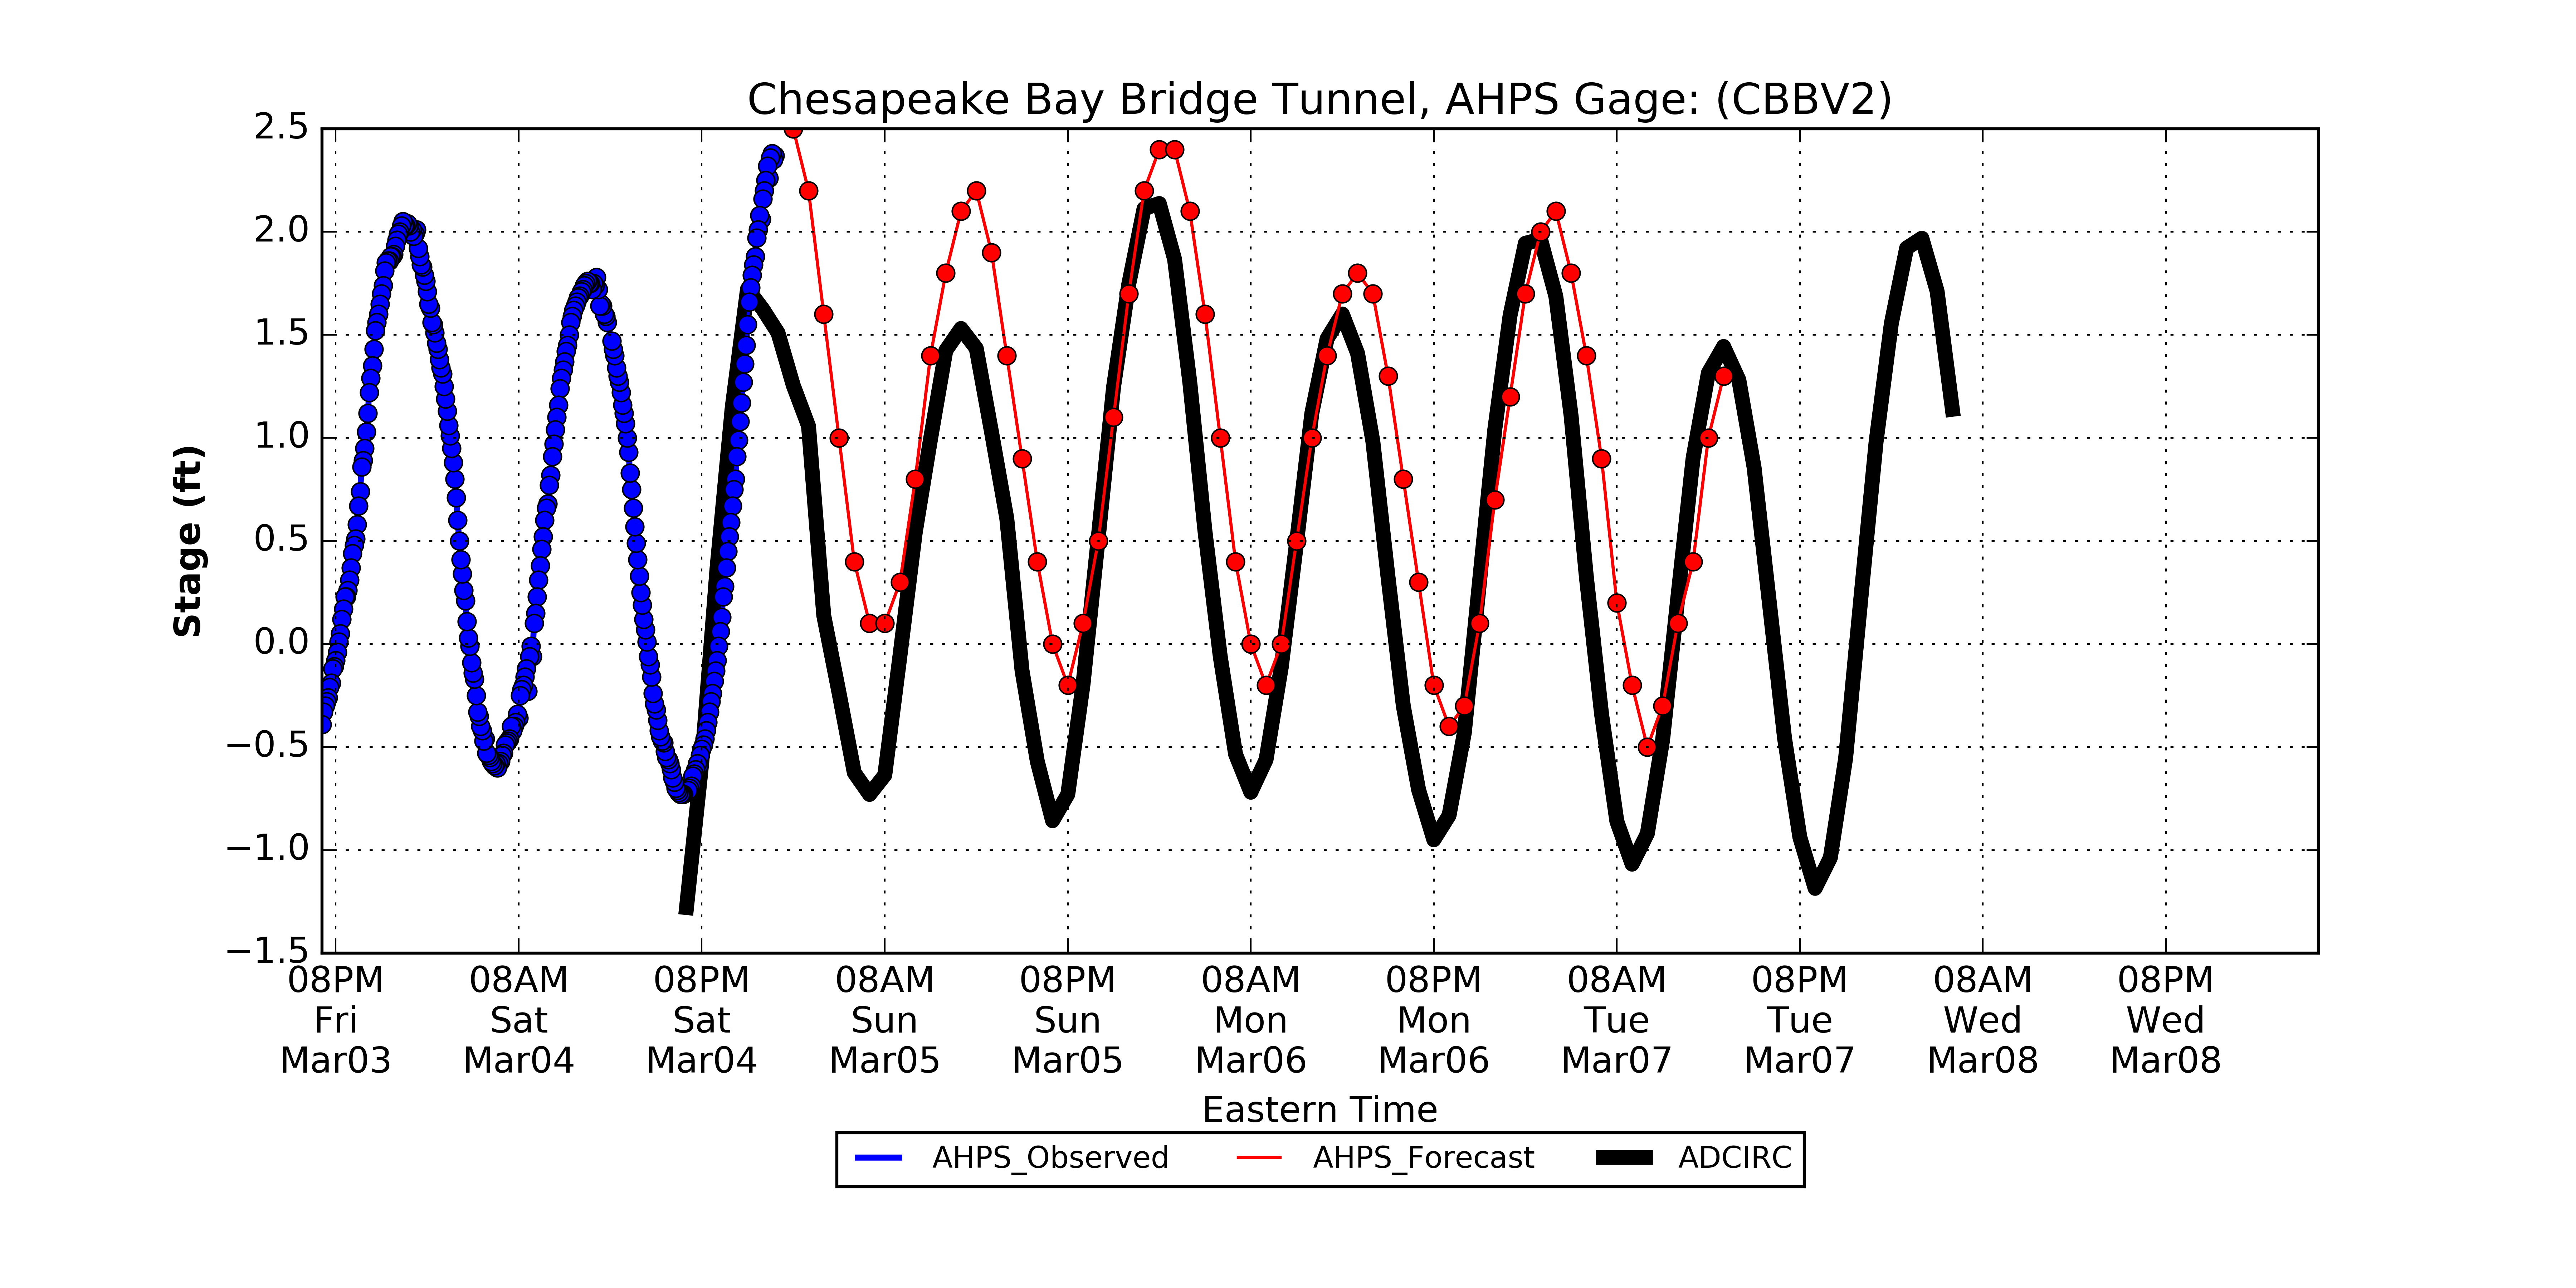 Chesapeake Bay Bridge Tunnel, AHPS Gage: (CBBV2)
2.5
2.0
1.5
1.0
0.5
0.0
−0.5
−1.0
−1.5
Stage (ft)
08PM 08AM 08PM 08AM 08PM 08AM 08PM 08AM 08PM 08AM 08PM
Fri Sat Sat Sun Sun Mon Mon Tue Tue Wed Wed
Mar03 Mar04 Mar04 Mar05 Mar05 Mar06 Mar06 Mar07 Mar07 Mar08 Mar08
Eastern Time
AHPS_Observed AHPS_Forecast ADCIRC